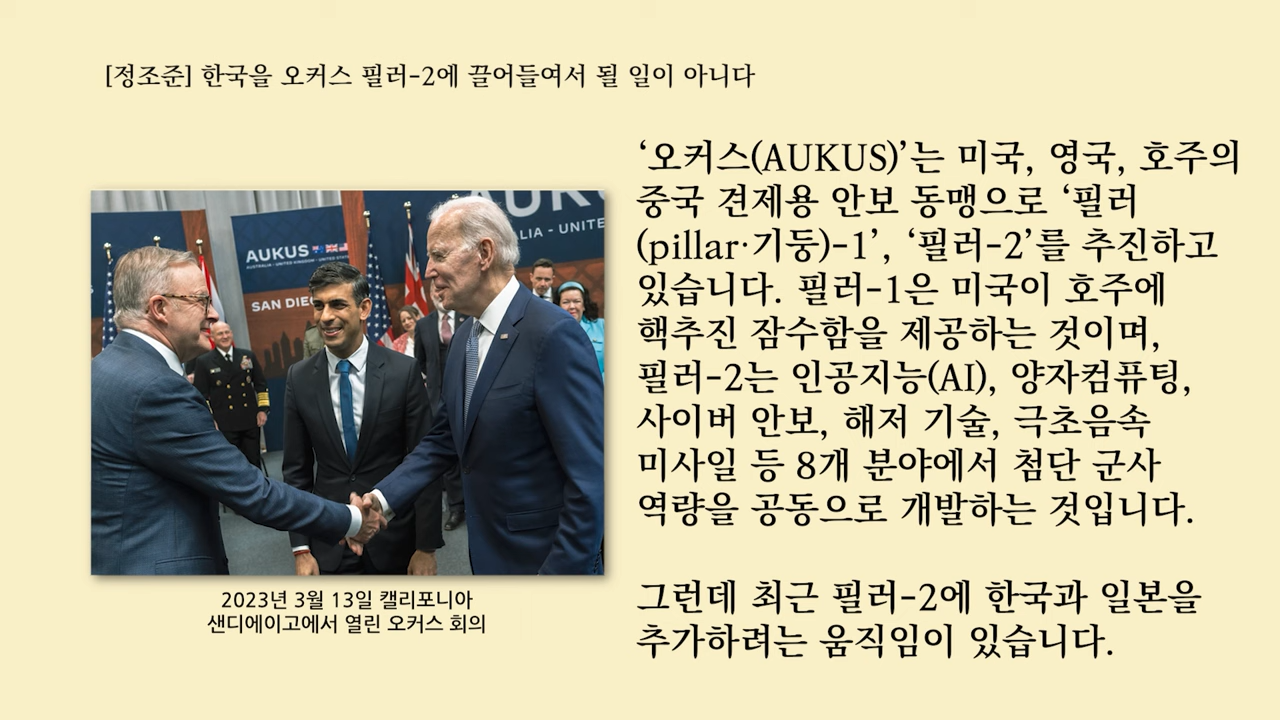 [정조준] 한국을 오커스 필러-2에 끌어들여서 될 일이 아니다
‘오커스(AUKUS)’는 미국, 영국, 호주의
중국 견제용 안보 동맹으로 ‘필러
(pillar·기둥)-1’, ‘필러-2’를 추진하고
있습니다. 필러-1은 미국이 호주에
핵추진 잠수함을 제공하는 것이며,
필러-2는 인공지능(AI), 양자컴퓨팅,
사이버 안보, 해저 기술, 극초음속
미사일 등 8개 분야에서 첨단 군사
역량을 공동으로 개발하는 것입니다.
그런데 최근 필러-2에 한국과 일본을
추가하려는 움직임이 있습니다.
AUKUS
AUSTRALIA - UNITED KINGDOM - UNITED STATES
SAN DIEG
AUKU
ALIA - UNITE
2023년 3월 13일 캘리포니아
샌디에이고에서 열린 오커스 회의